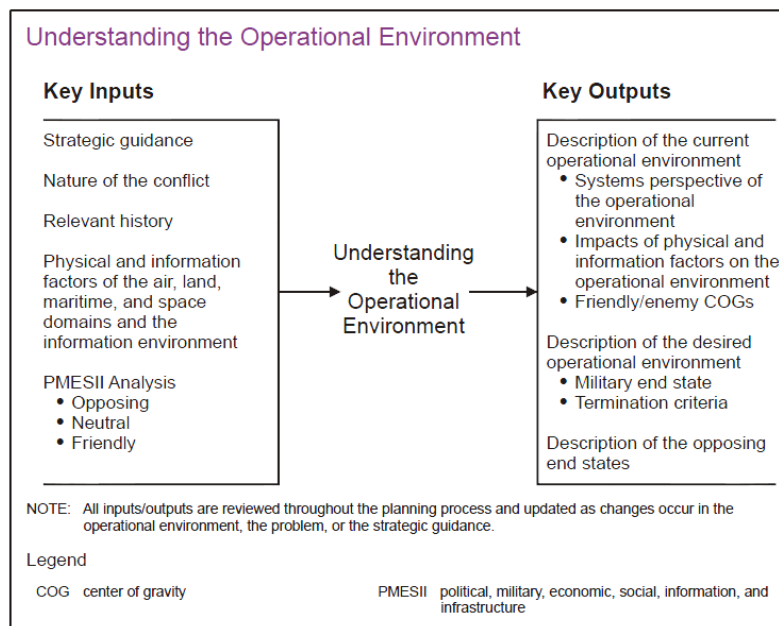 Understanding the Operational Environment
Key Inputs
Strategic guidance
Nature of the conflict
Relevant history
Physical and information
factors of the air, land,
maritime, and space
domains and the
information environment
PMESII Analysis
• Opposing
• Neutral
• Friendly
Understanding
the
Operational
Environment
Key Outputs
Description of the current
operational environment
• Systems perspective of
the operational
environment
• Impacts of physical and
information factors on the
operational environment
• Friendly/enemy COGs
Description of the desired
operational environment
• Military end state
• Termination criteria
Description of the opposing
end states
NOTE: All inputs/outputs are reviewed throughout the planning process and updated as changes occur in the
operational environment, the problem, or the strategic guidance.
Legend
COG center of gravity
PMESII political, military, economic, social, information, and
infrastructure